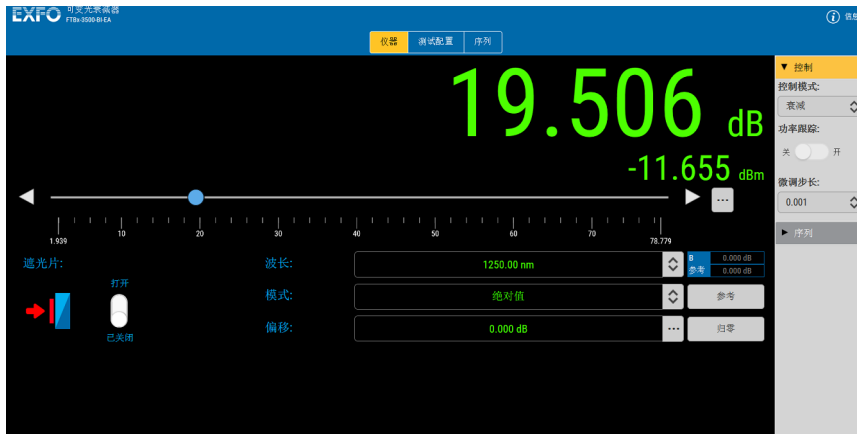 EXFO 可变光衰减器
FTBx-3500-BI-EA
信息
仪器 测试配置 序列
19.506 dB
-11.655 dBm
...
1.939 10 20 30 40 50 60 70 78.779
遮光片:
打开
已关闭
波长: 1250.00 nm
B 0.000 dB
参考 0.000 dB
模式: 绝对值
参考
偏移: 0.000 dB ...
归零
▼ 控制
控制模式:
衰减
功率跟踪:
关 开
微调步长:
0.001
► 序列